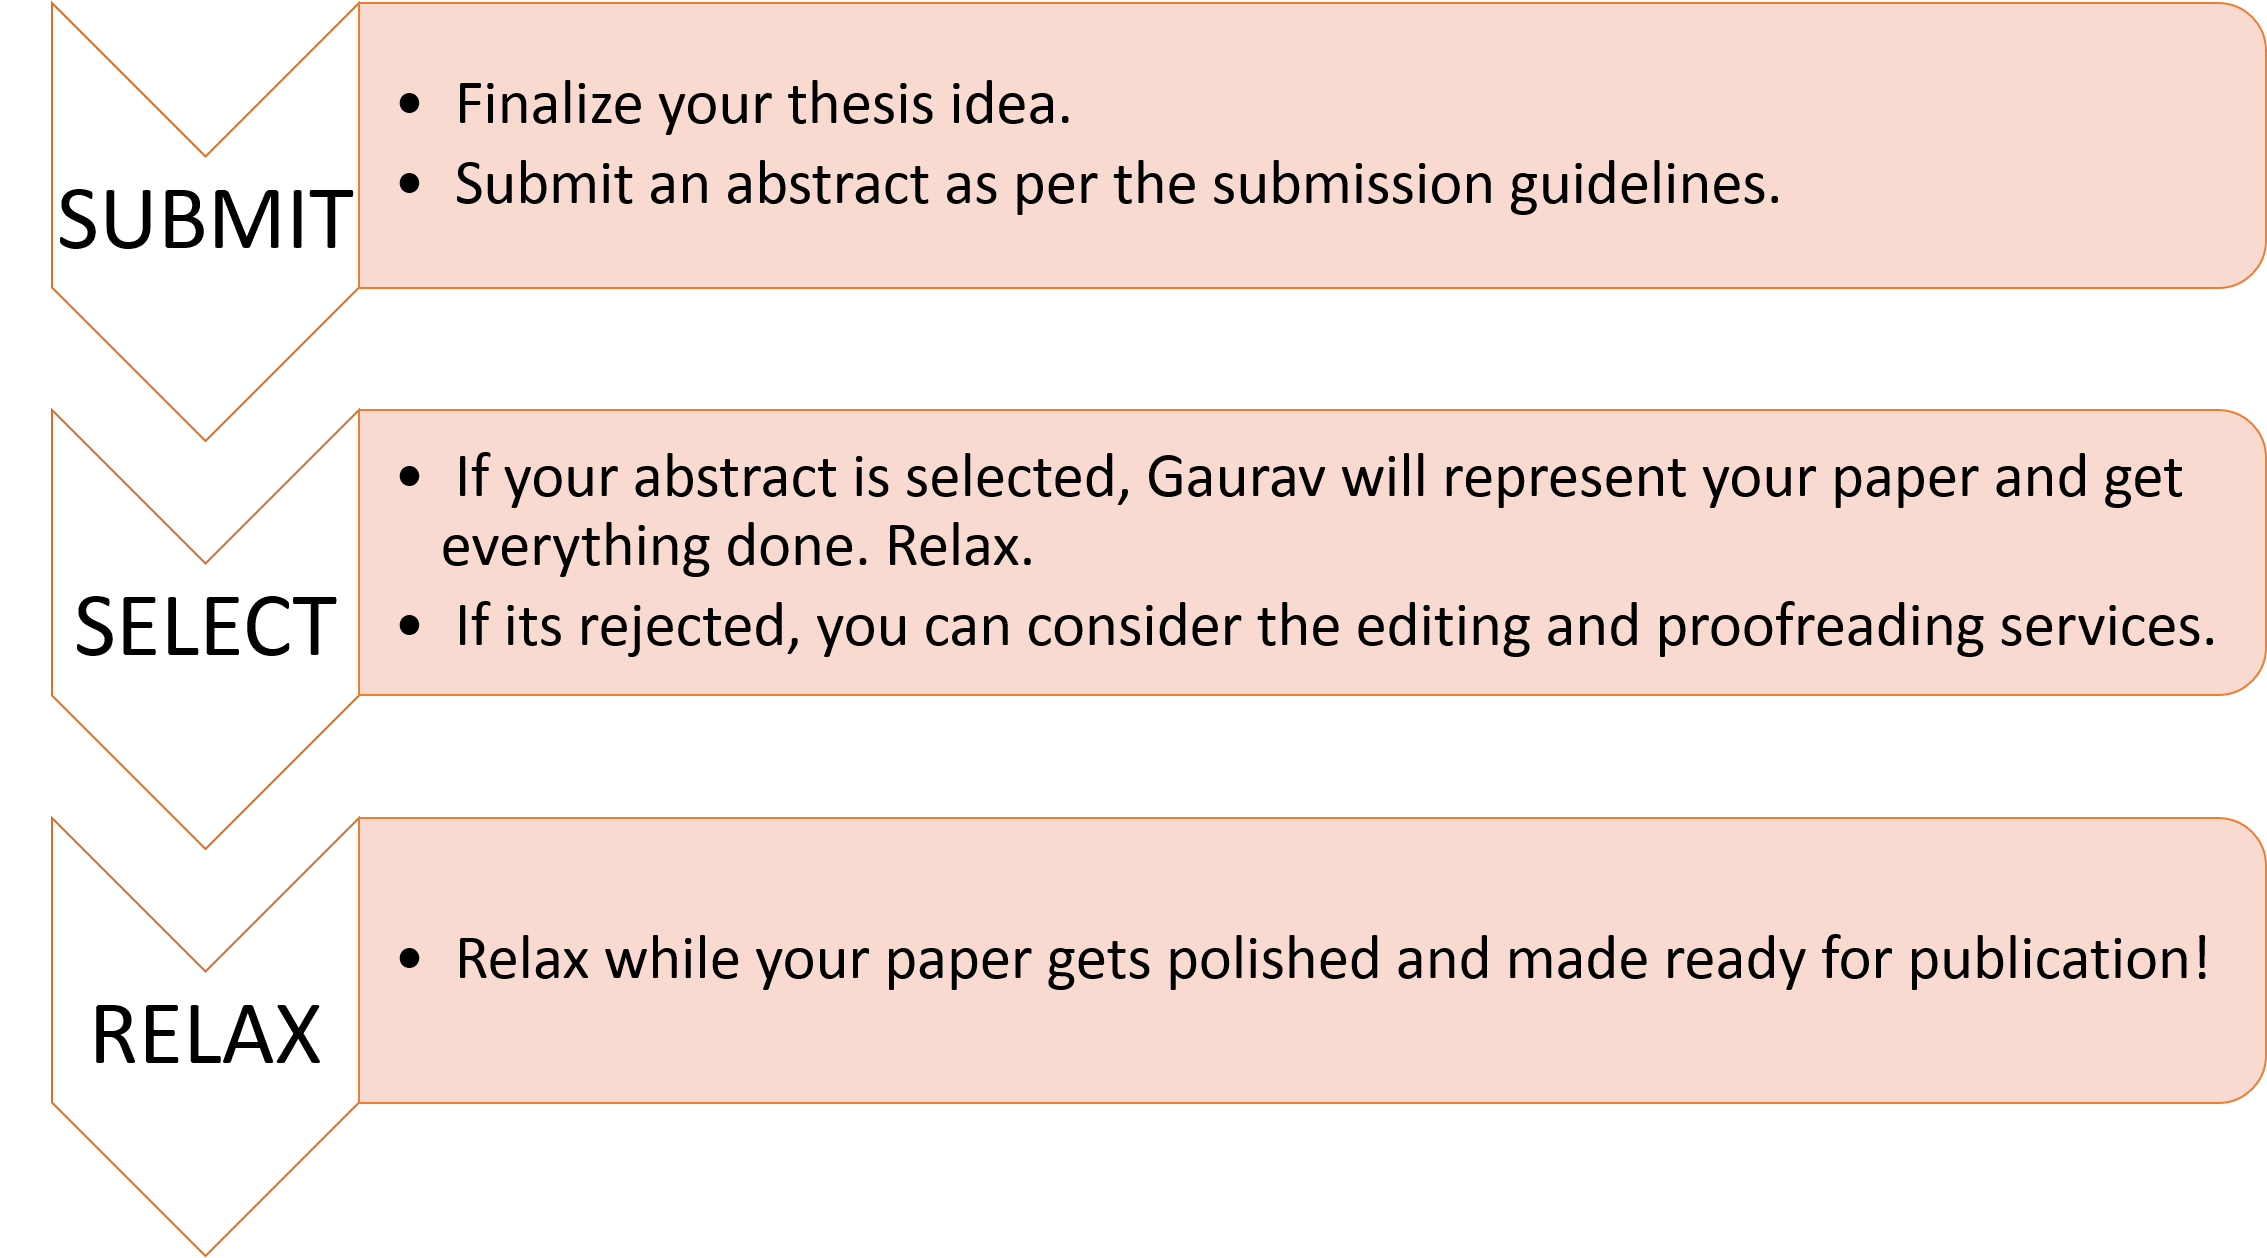 SUBMIT
• Finalize your thesis idea.
• Submit an abstract as per the submission guidelines.
SELECT
• If your abstract is selected, Gaurav will represent your paper and get
everything done. Relax.
• If its rejected, you can consider the editing and proofreading services.
RELAX
• Relax while your paper gets polished and made ready for publication!